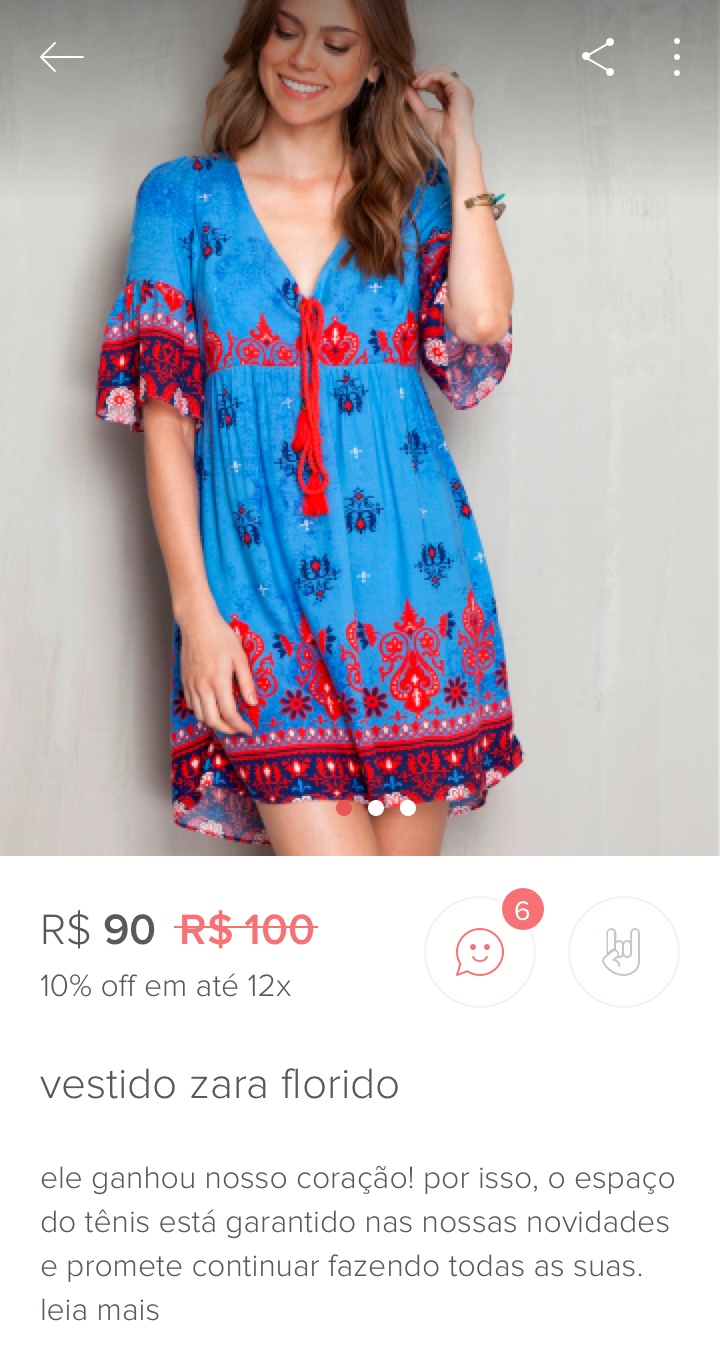 R$ 90 R$ 100
6
10% off em até 12x
vestido zara florido
ele ganhou nosso coração! por isso, o espaço
do tênis está garantido nas nossas novidades
e promete continuar fazendo todas as suas.
leia mais